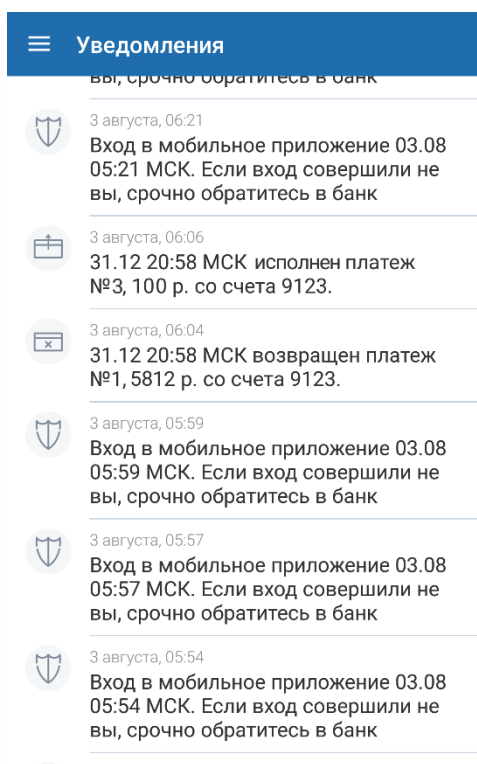 Уведомления
вы, срочно обратитесь в банк
3 августа, 06:21
Вход в мобильное приложение 03.08
05:21 МСК. Если вход совершили не
вы, срочно обратитесь в банк
3 августа, 06:06
31.12 20:58 МСК исполнен платеж
№3, 100 р. со счета 9123.
3 августа, 06:04
31.12 20:58 МСК возвращен платеж
№1, 5812 р. со счета 9123.
3 августа, 05:59
Вход в мобильное приложение 03.08
05:59 МСК. Если вход совершили не
вы, срочно обратитесь в банк
3 августа, 05:57
Вход в мобильное приложение 03.08
05:57 МСК. Если вход совершили не
вы, срочно обратитесь в банк
3 августа, 05:54
Вход в мобильное приложение 03.08
05:54 МСК. Если вход совершили не
вы, срочно обратитесь в банк